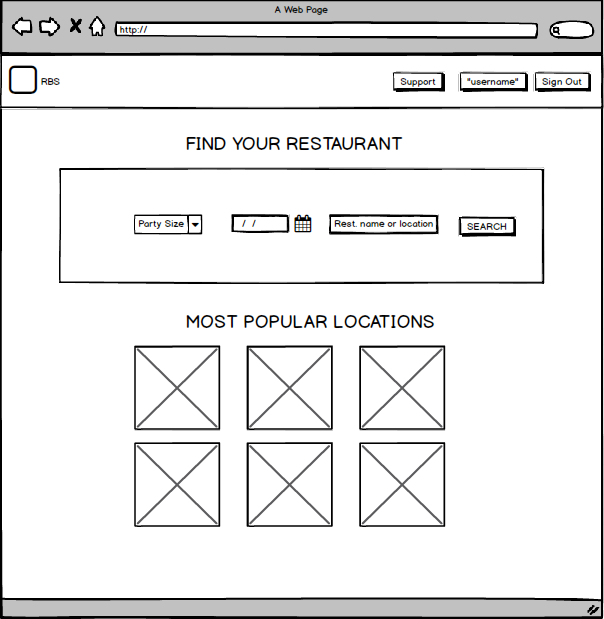 A Web Page
http://
RBS
Support
"username"
Sign Out
FIND YOUR RESTAURANT
Party Size
/ /
Rest. name or location
SEARCH
MOST POPULAR LOCATIONS